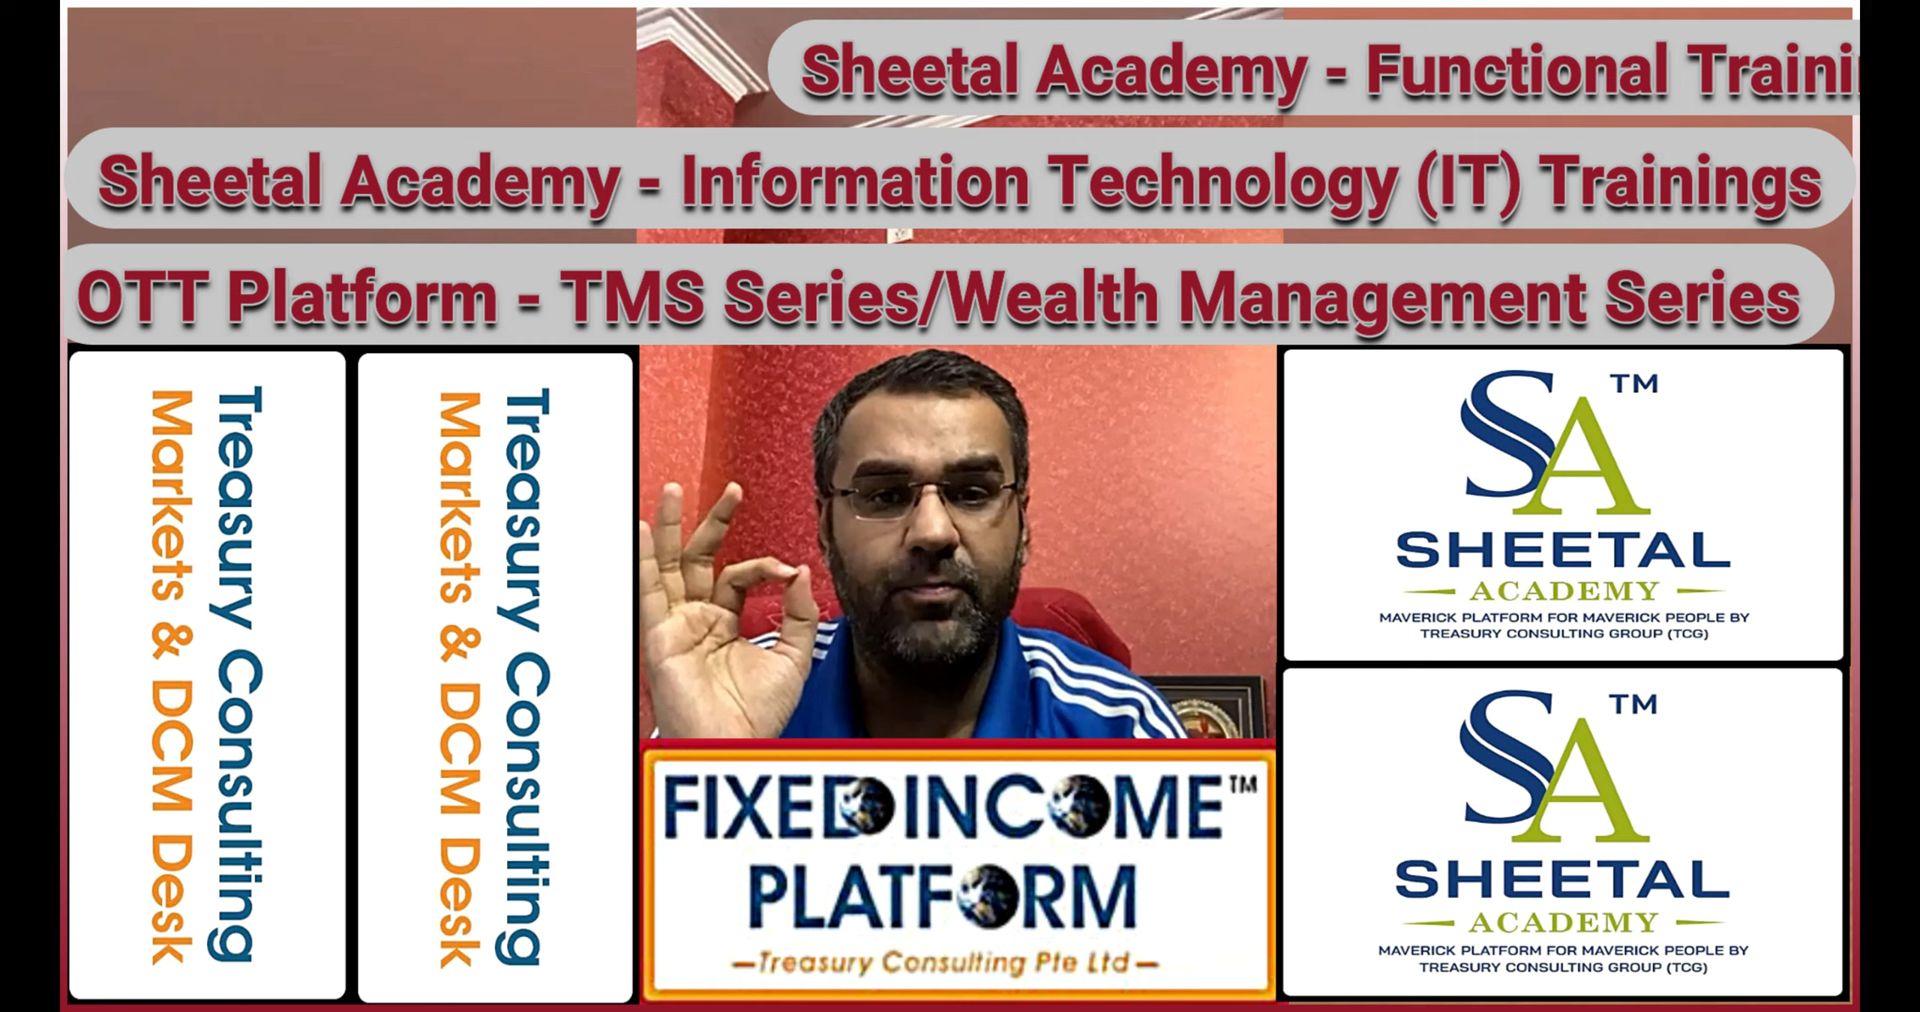 Sheetal Academy - Functional
Sheetal Academy - Information Technology (IT) Trainings
OTT Platform - TMS Series/Wealth Management Series
Treasury Consulting
Markets & DCM Desk
Treasury Consulting
Markets & DCM Desk
FIXED INCOME™
PLATFORM
—Treasury Consulting Pte Ltd—
SA TM
SHEETAL
ACADEMY
MAVERICK PLATFORM FOR MAVERICK PEOPLE BY
TREASURY CONSULTING GROUP (TCG)
SA TM
SHEETAL
ACADEMY
MAVERICK PLATFORM FOR MAVERICK PEOPLE BY
TREASURY CONSULTING GROUP (TCG)